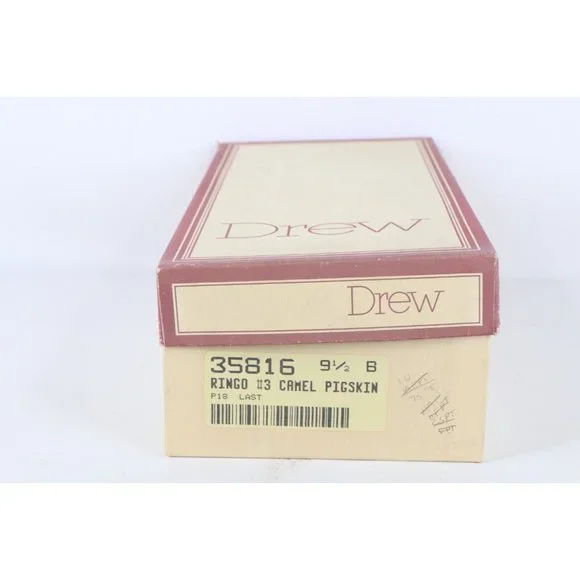 Drew
Drew
35816 9½ B
RINGO #3 CAMEL PIGSKIN
P18 LAST